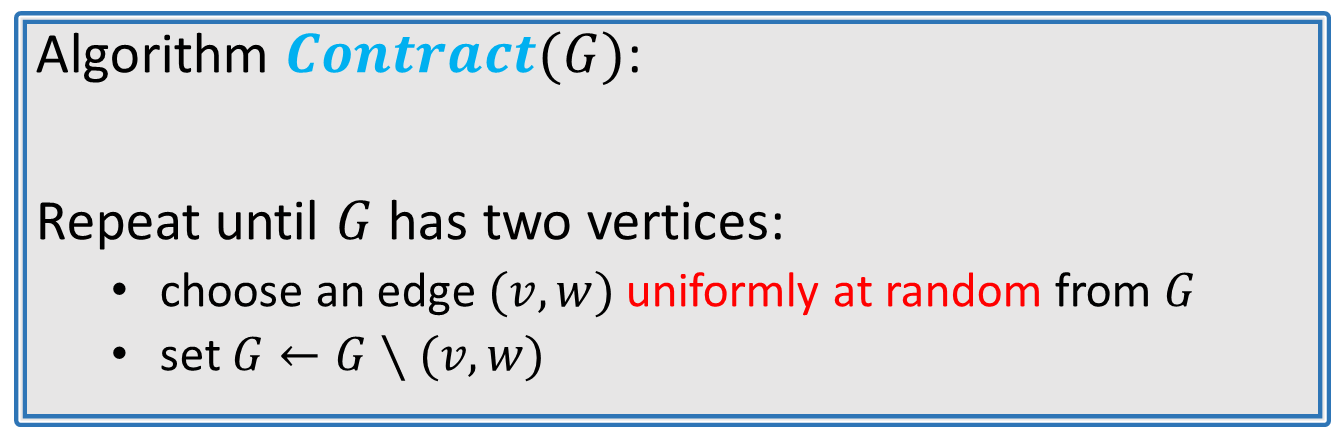 Algorithm Contract(G):
Repeat until G has two vertices:
• choose an edge (v, w) uniformly at random from G
• set G ← G \ (v, w)